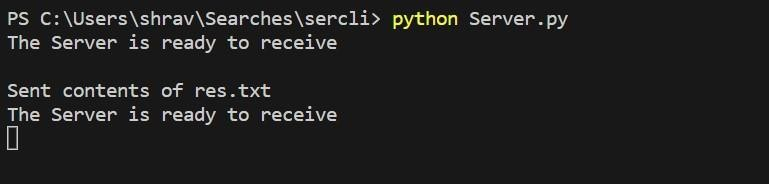 PS C:\Users\shrav\Searches\sercli> python Server.py
The Server is ready to receive
Sent contents of res.txt
The Server is ready to receive